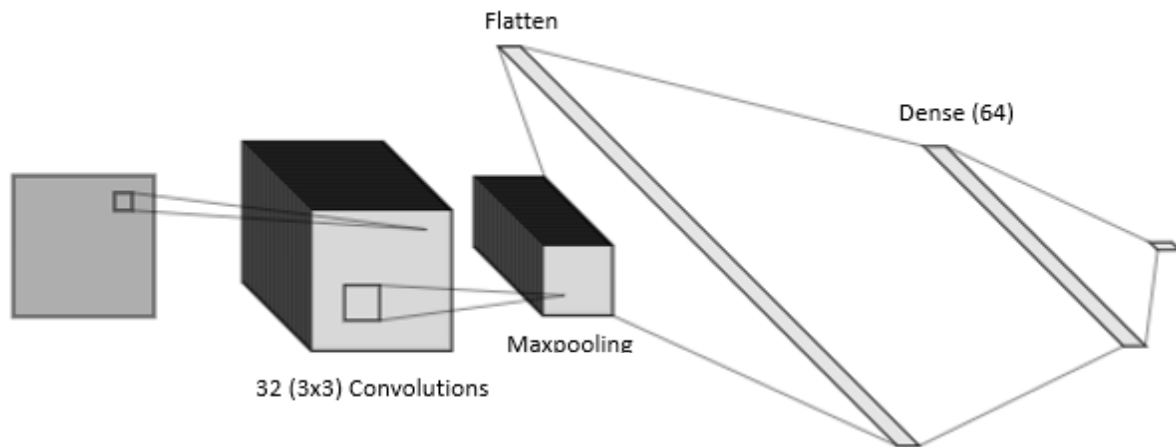 Flatten
Dense (64)
Maxpooling
32 (3x3) Convolutions